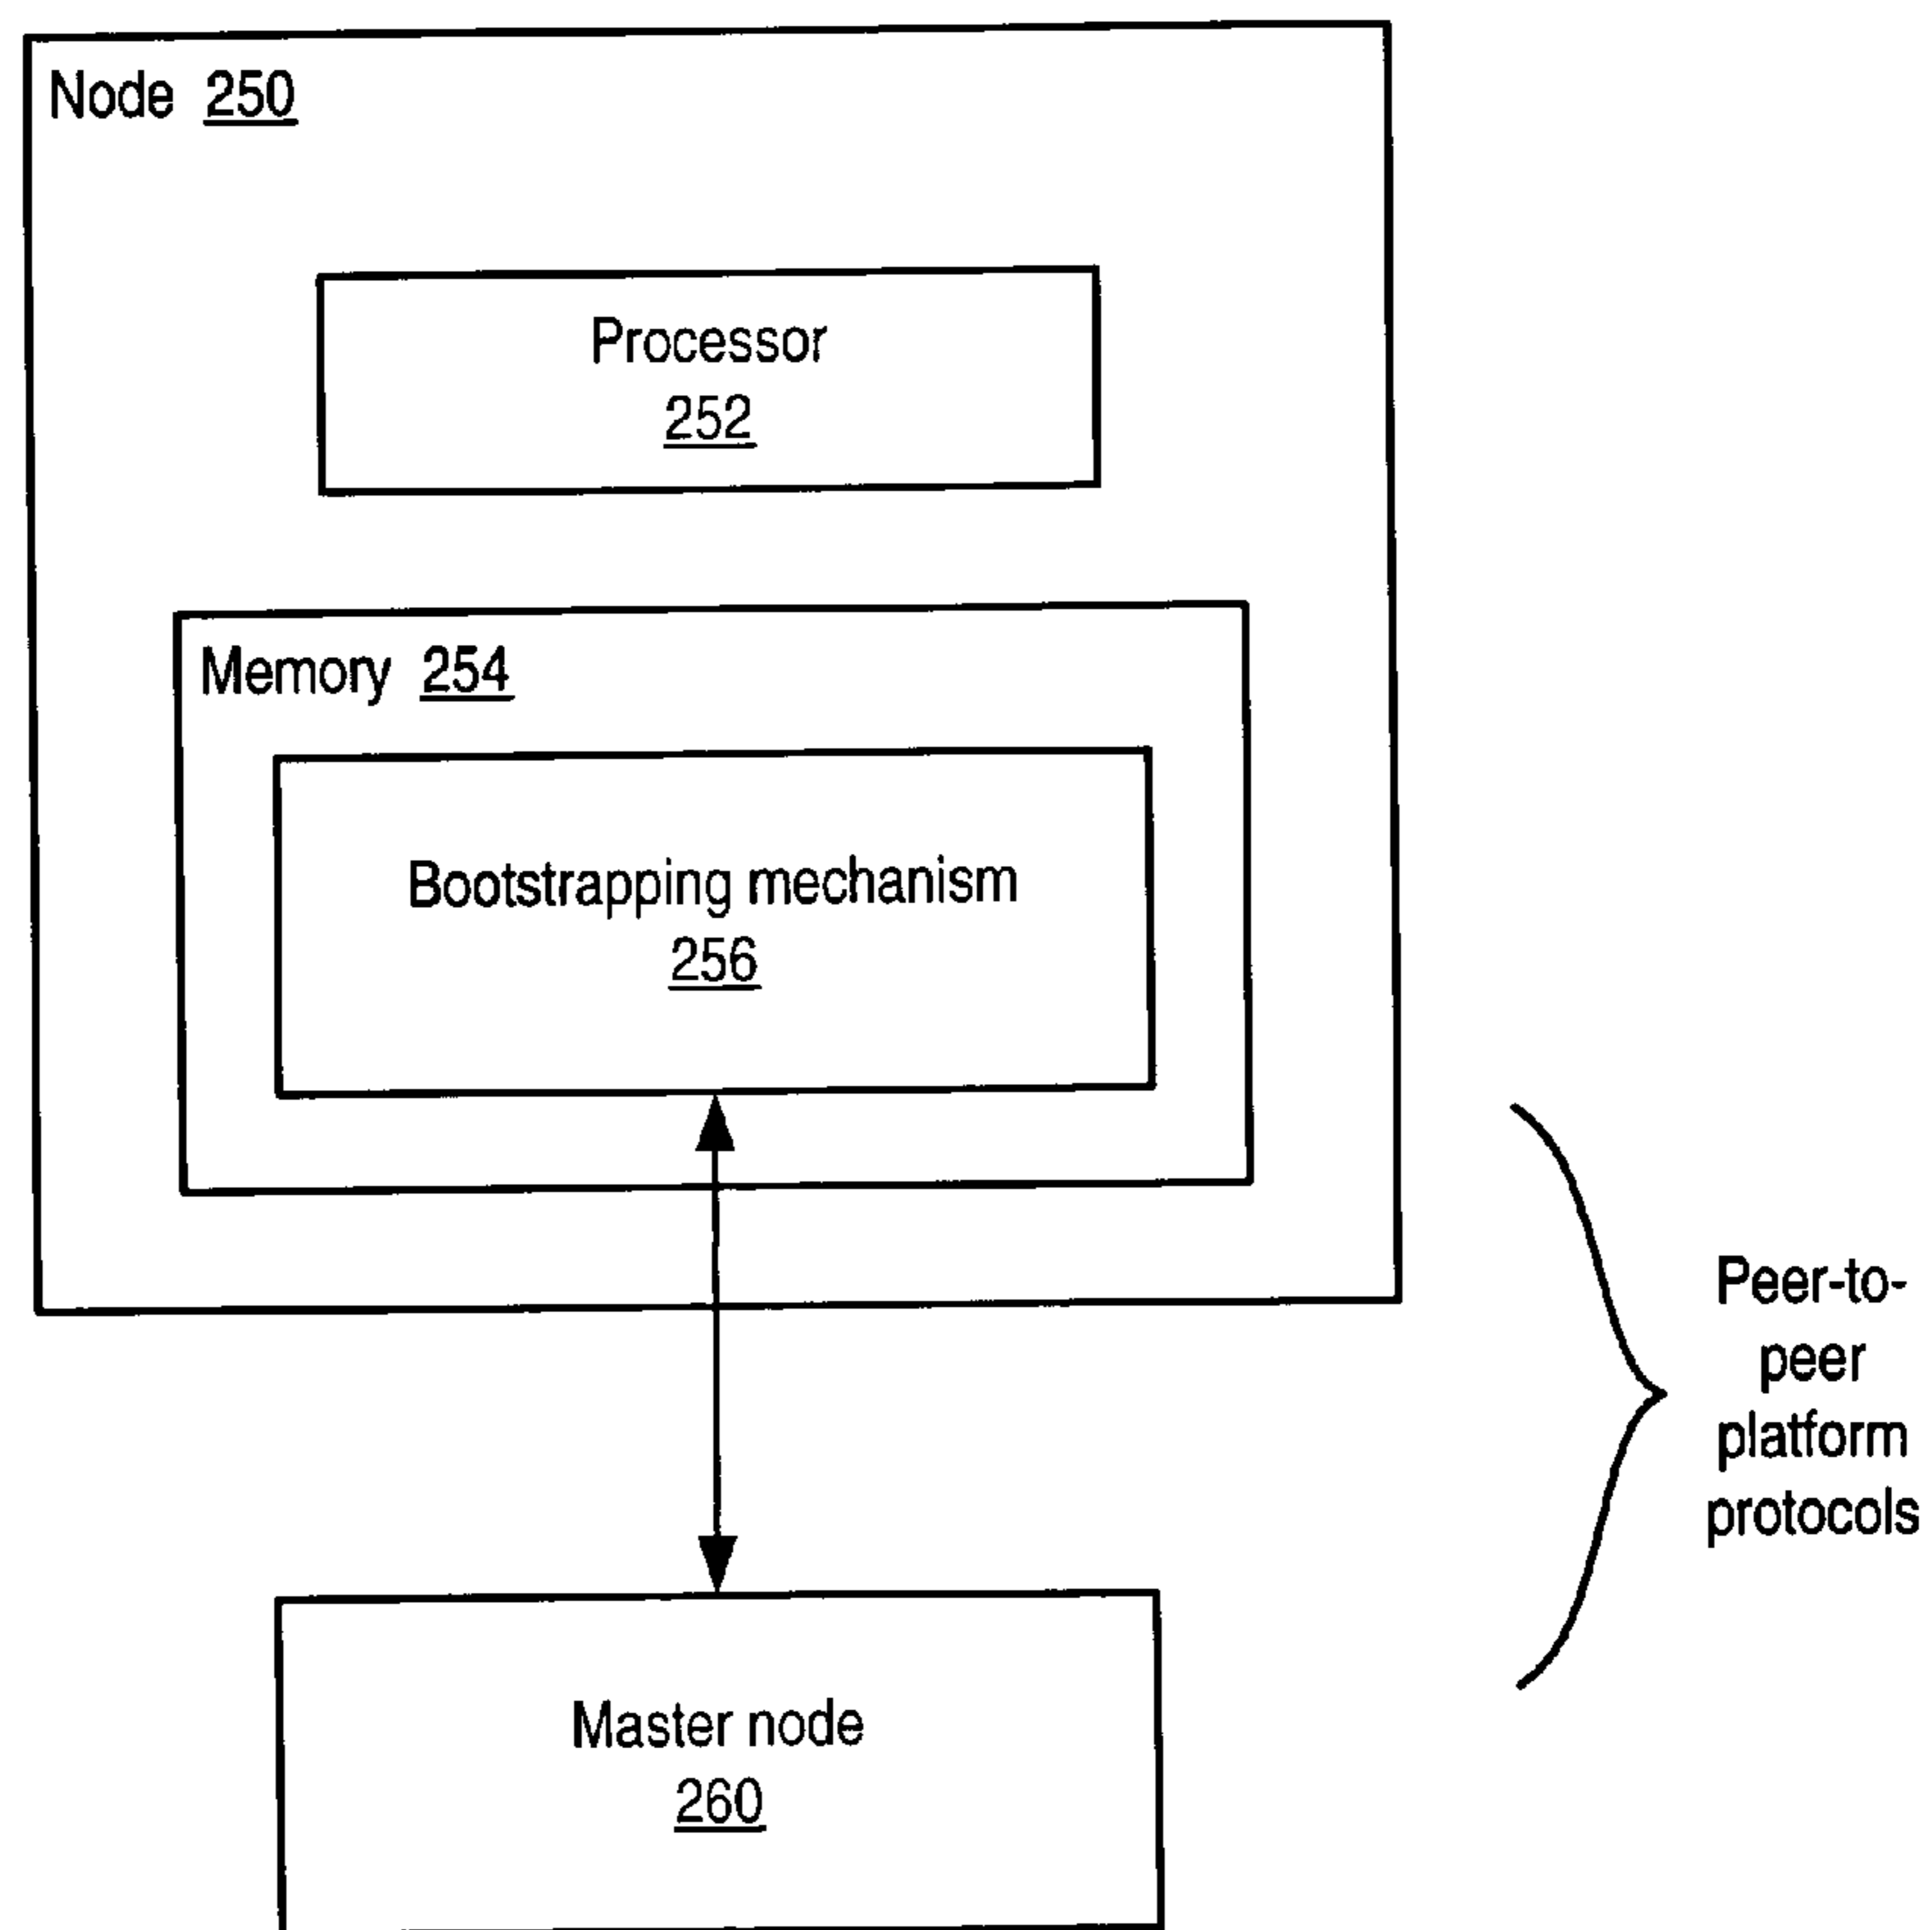 Node 250
Processor
252
Memory 254
Bootstrapping mechanism
256
Peer-to-
peer
platform
protocols
Master node
260